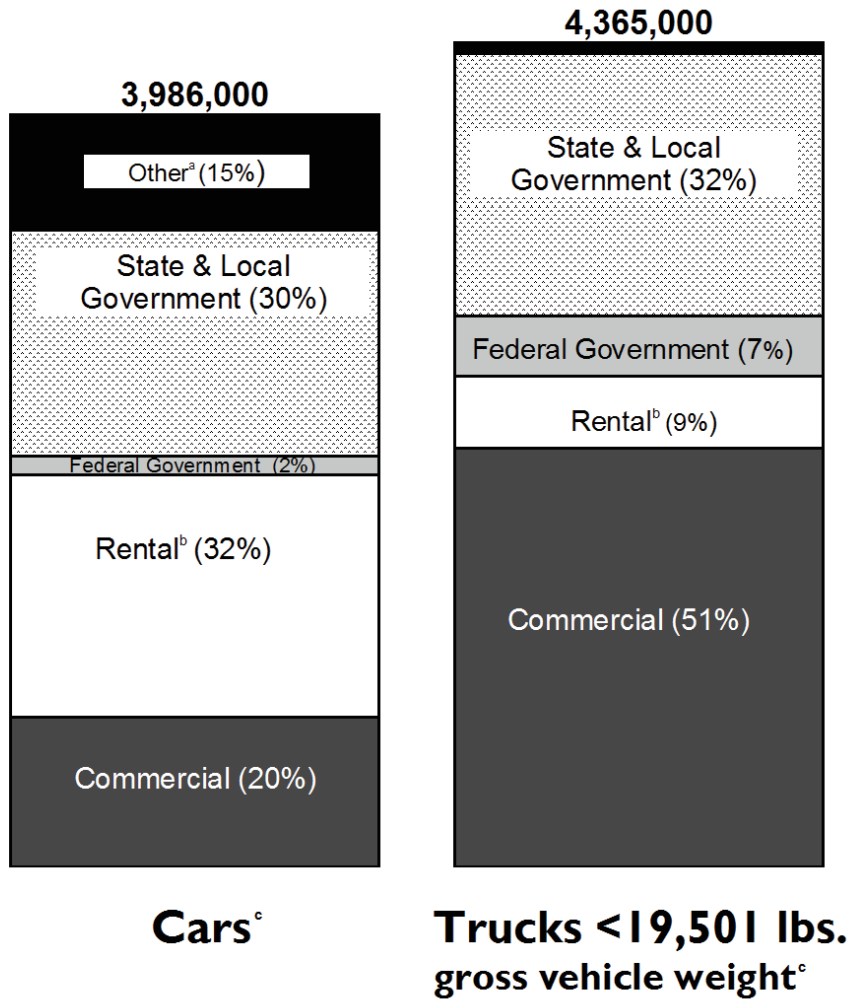 3,986,000
Other^a (15%)
State & Local
Government (30%)
Federal Government (2%)
Rental^b (32%)
Commercial (20%)
Cars^c
4,365,000
State & Local
Government (32%)
Federal Government (7%)
Rental^b (9%)
Commercial (51%)
Trucks <19,501 lbs.
gross vehicle weight^c